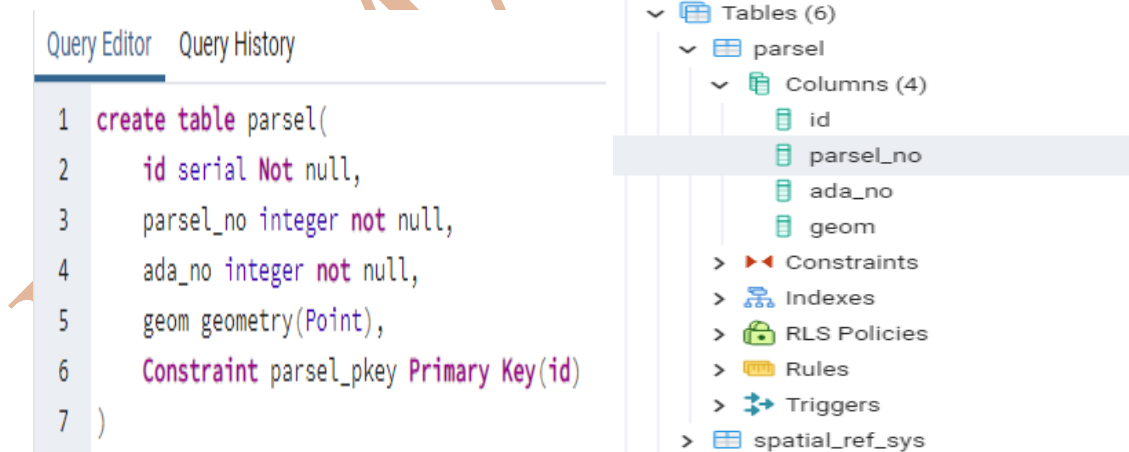 Query Editor Query History
1 create table parsel(
2 id serial Not null,
3 parsel_no integer not null,
4 ada_no integer not null,
5 geom geometry(Point),
6 Constraint parsel_pkey Primary Key(id)
7 )
Tables (6)
parsel
Columns (4)
id
parsel_no
ada_no
geom
Constraints
Indexes
RLS Policies
Rules
Triggers
spatial_ref_sys